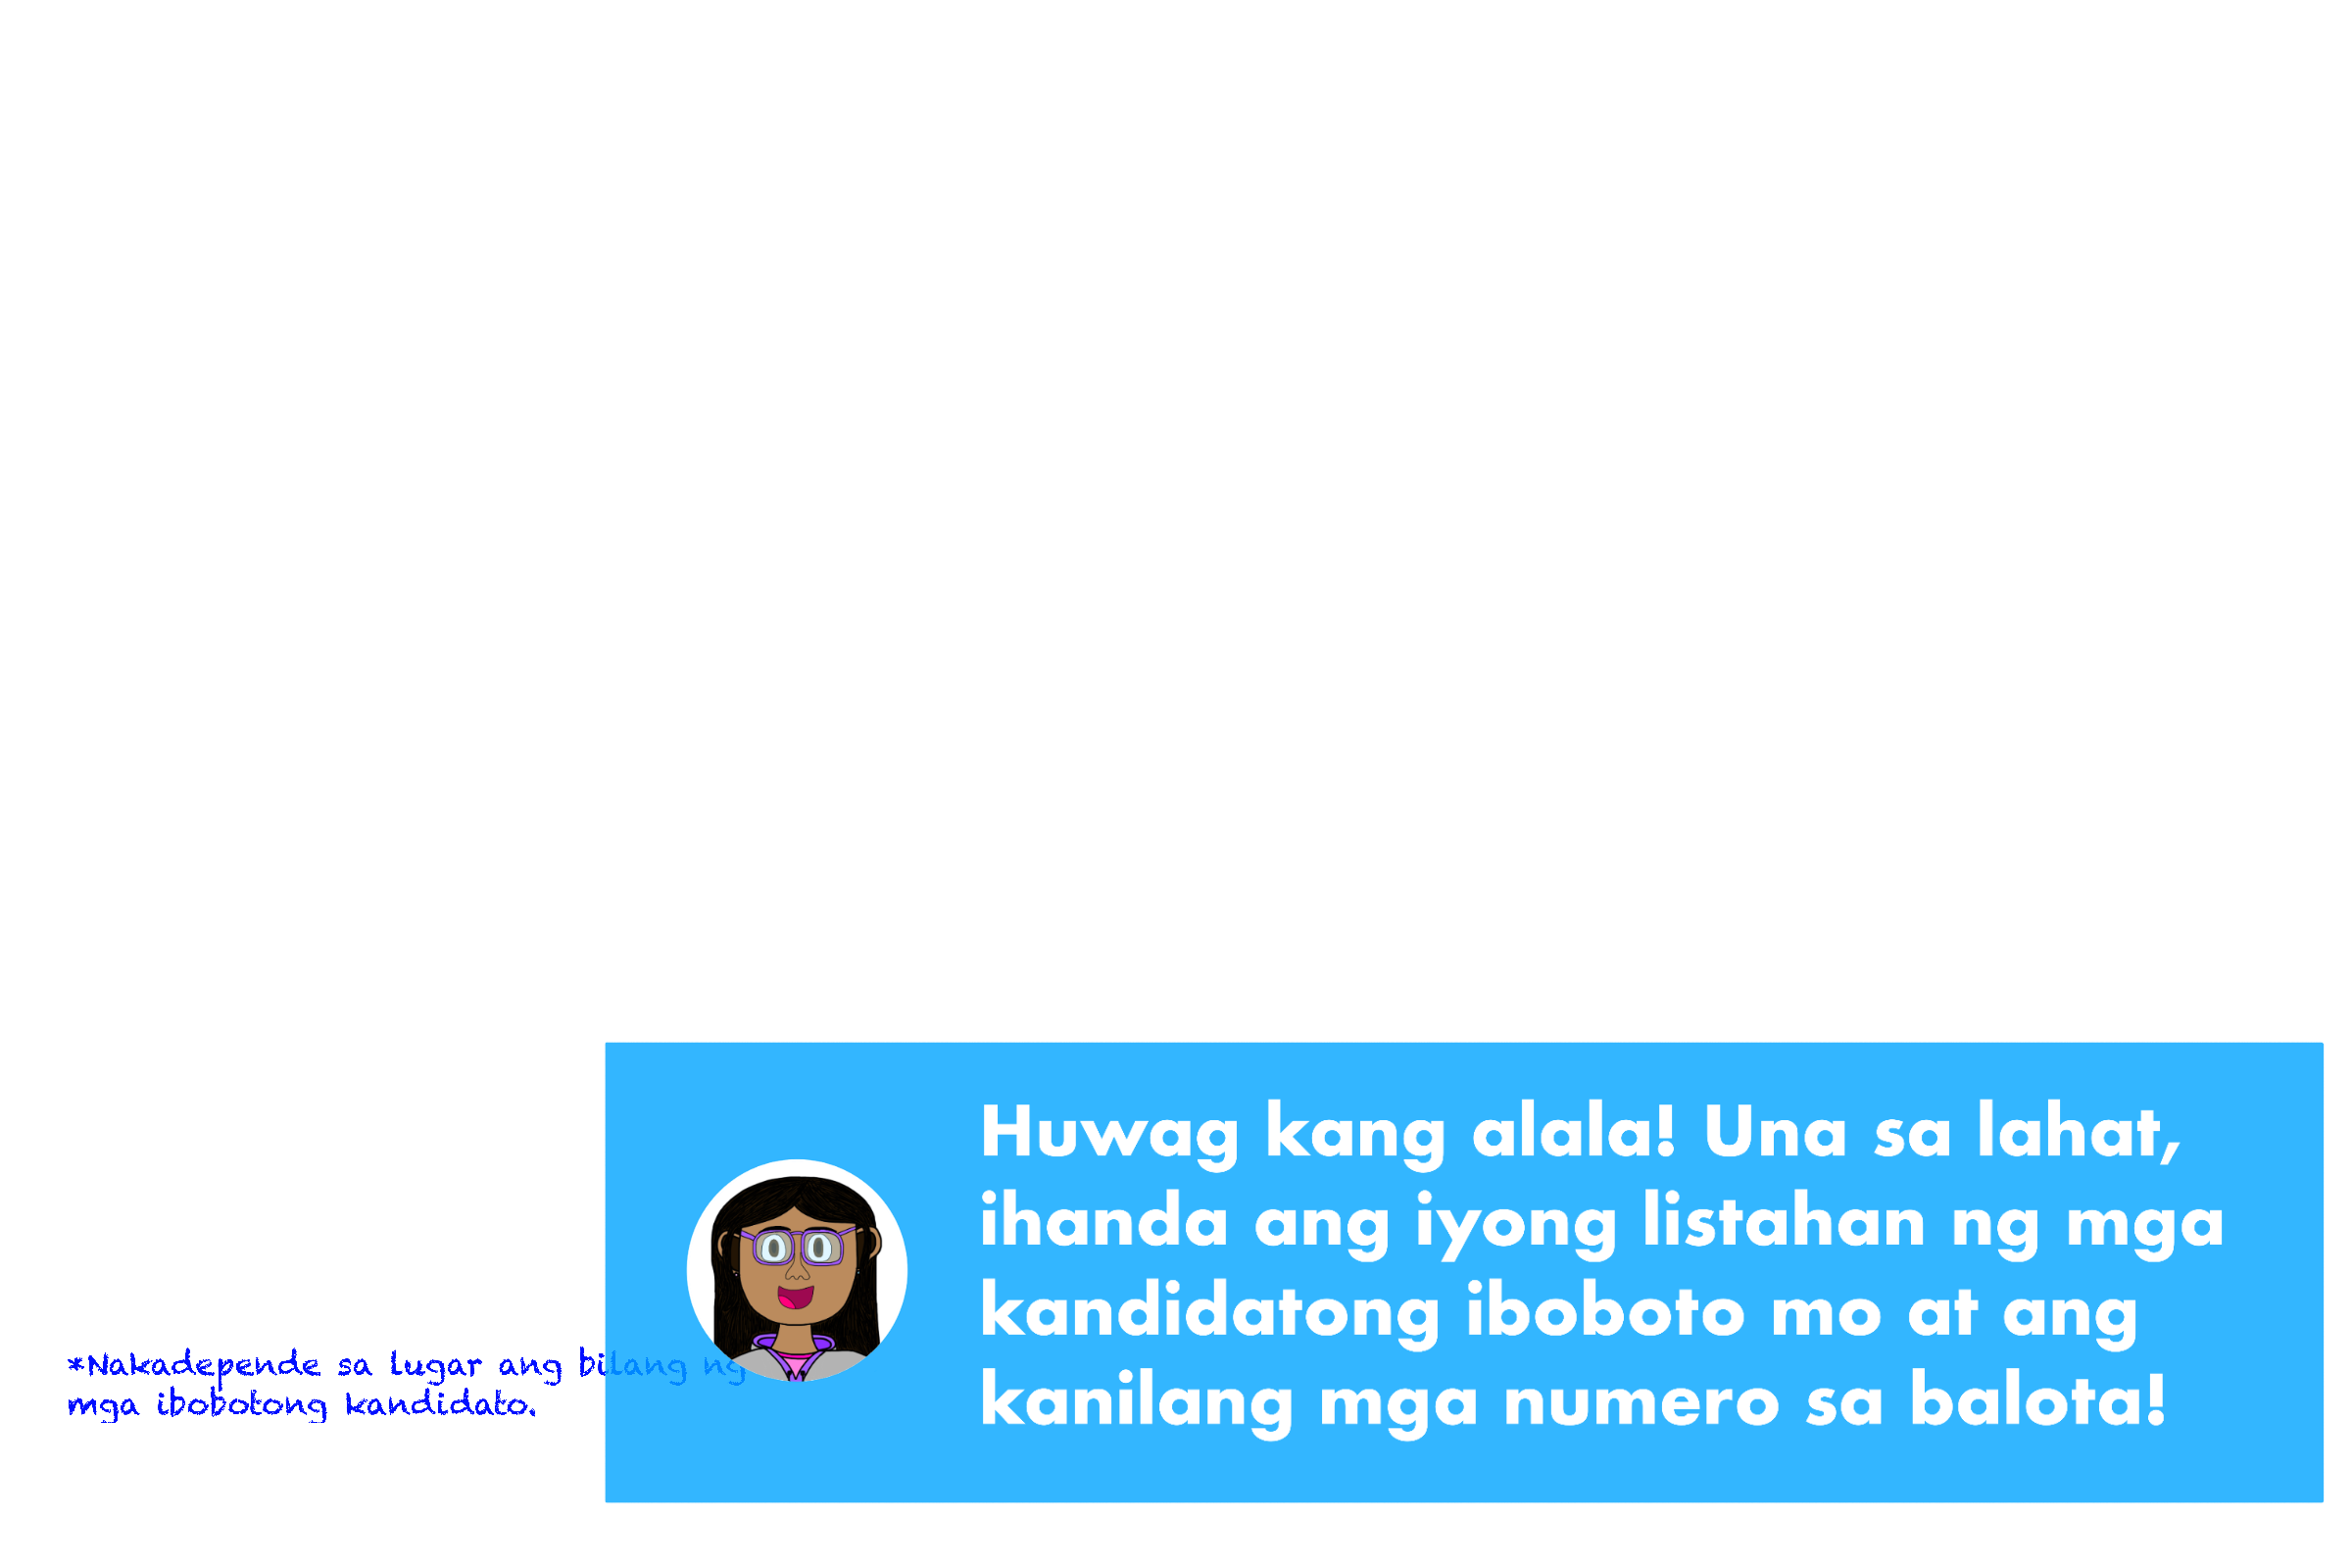 Huwag kang alala! Una sa lahat,
ihanda ang iyong listahan ng mga
kandidatong iboboto mo at ang
kanilang mga numero sa balota!
*Nakadepende sa lugar ang bilang ng
mga ibobotong kandidato.